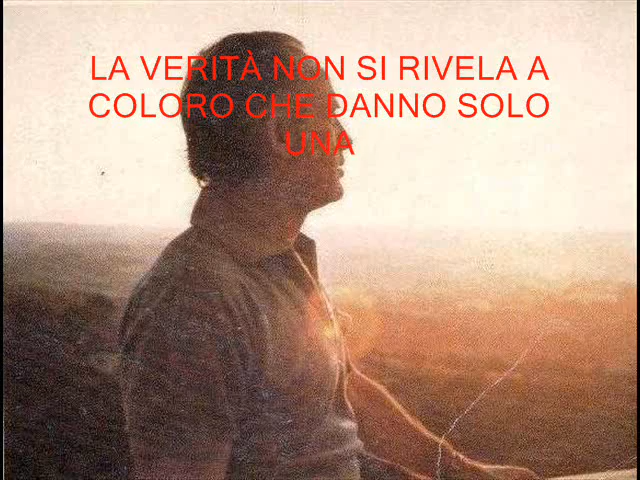 LA VERITÀ NON SI RIVELA A
COLORO CHE DANNO SOLO
UNA